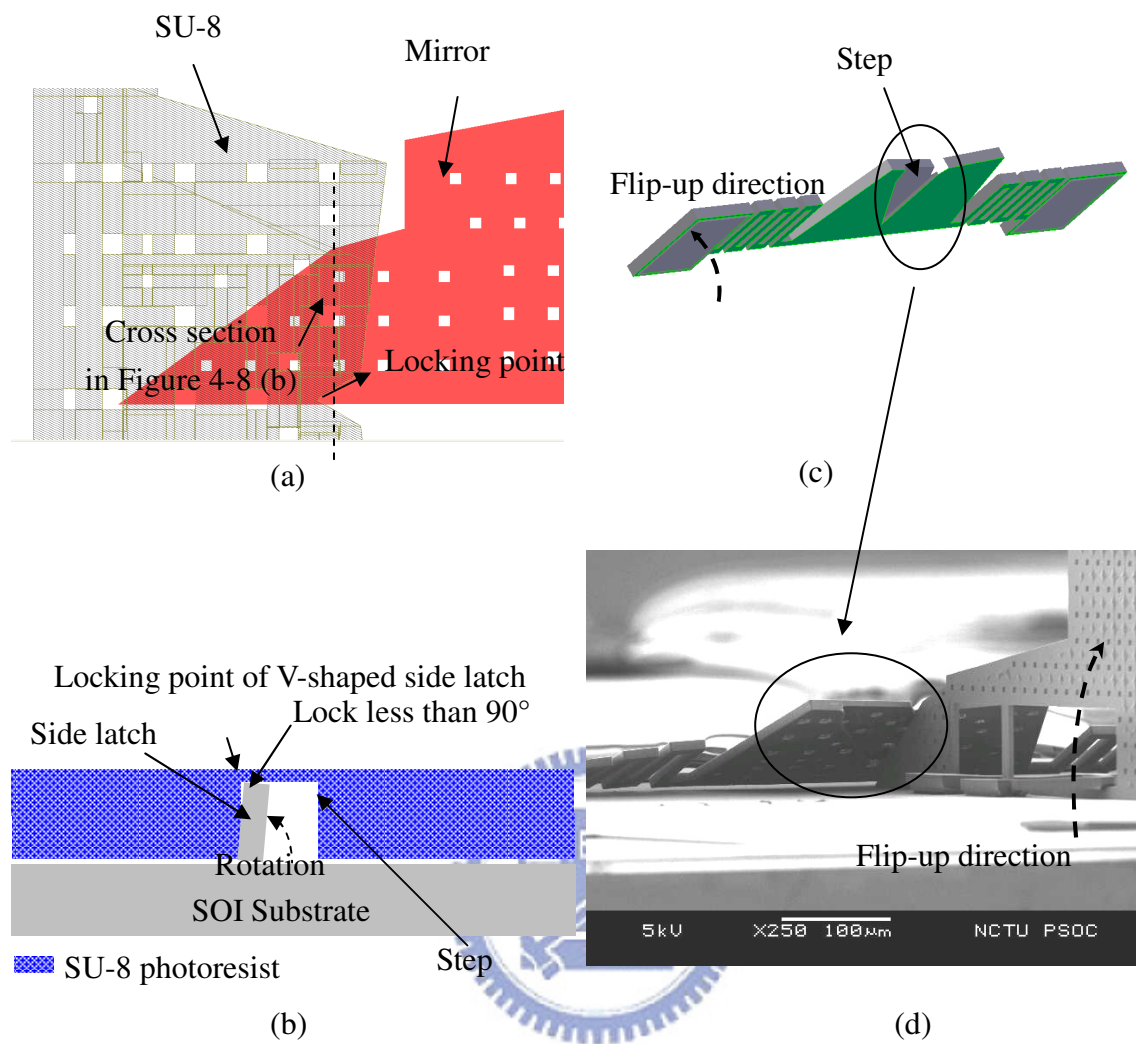 SU-8
Mirror
Cross section
in Figure 4-8 (b)
Locking point
(a)
Step
Flip-up direction
(c)
Locking point of V-shaped side latch
Lock less than 90°
Side latch
Rotation
SOI Substrate
Step
SU-8 photoresist
(b)
Flip-up direction
5kV X250 100µm NCTU PSOC
(d)